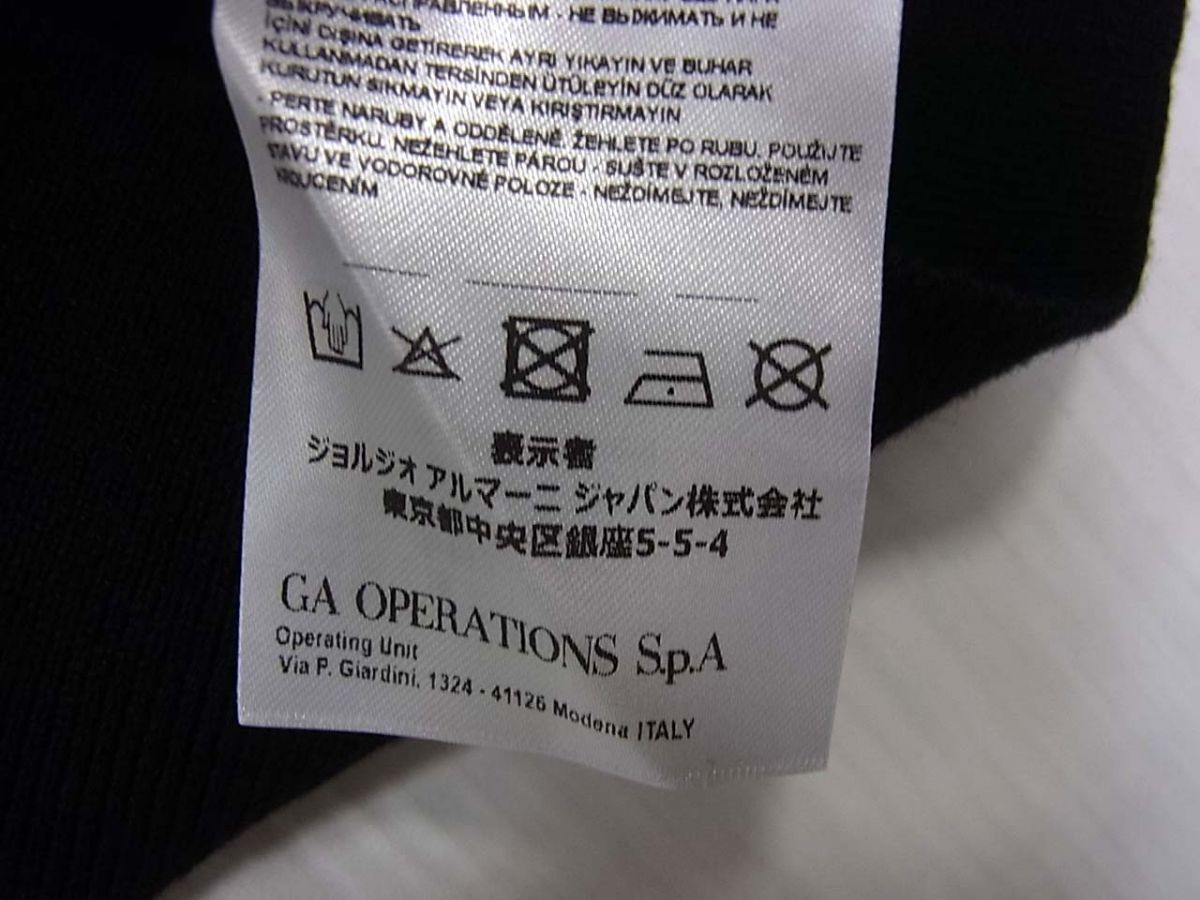 НЕ ВЫЖИМАТЬ И НЕ
ВЫКРУЧИВАТЬ
İÇİNİ DIŞINA GETİREREK AYRI YIKAYIN VE BUHAR
KULLANMADAN TERSİNDEN ÜTÜLEYİN DÜZ OLARAK
KURUTUN SIKMAYIN VEYA KIRIŞTIRMAYIN
- PERTE NARUBY A ODDĚLENĚ. ŽEHLETE PO RUBU. POUŽIJTE
PROSTĚRKU. NEŽEHLETE PÁROU - SUŠTE V ROZLOŽENÉM
STAVU VE VODOROVNÉ POLOZE - NEŽDÍMEJTE, NEŽDÍMEJTE
KROUCENÍM
表示者
ジョルジオ アルマーニ ジャパン株式会社
東京都中央区銀座5-5-4
GA OPERATIONS S.p.A
Operating Unit
Via P. Giardini, 1324 - 41126 Modena ITALY